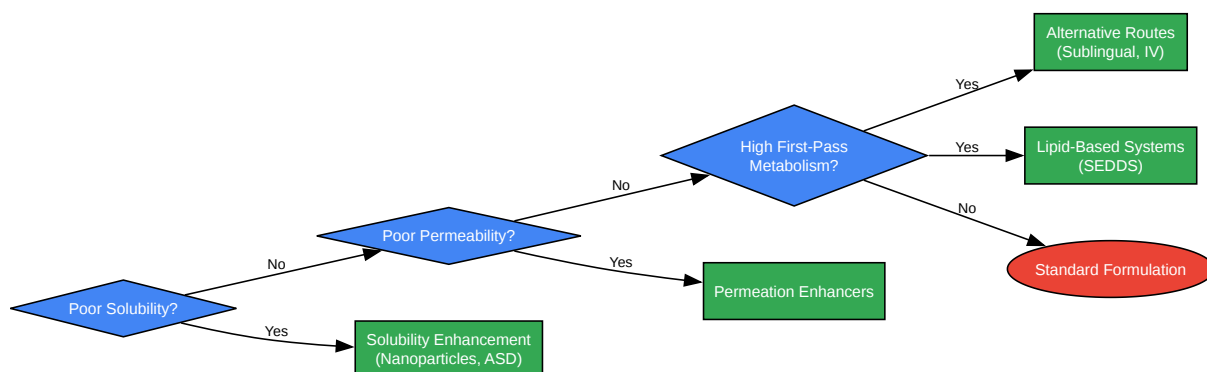 Alternative Routes
(Sublingual, IV)
Yes
High First-Pass
Metabolism?
Yes
Lipid-Based Systems
(SEDDS)
No
No
Poor Permeability?
Yes
Standard Formulation
No
Permeation Enhancers
Poor Solubility?
Yes
Solubility Enhancement
(Nanoparticles, ASD)